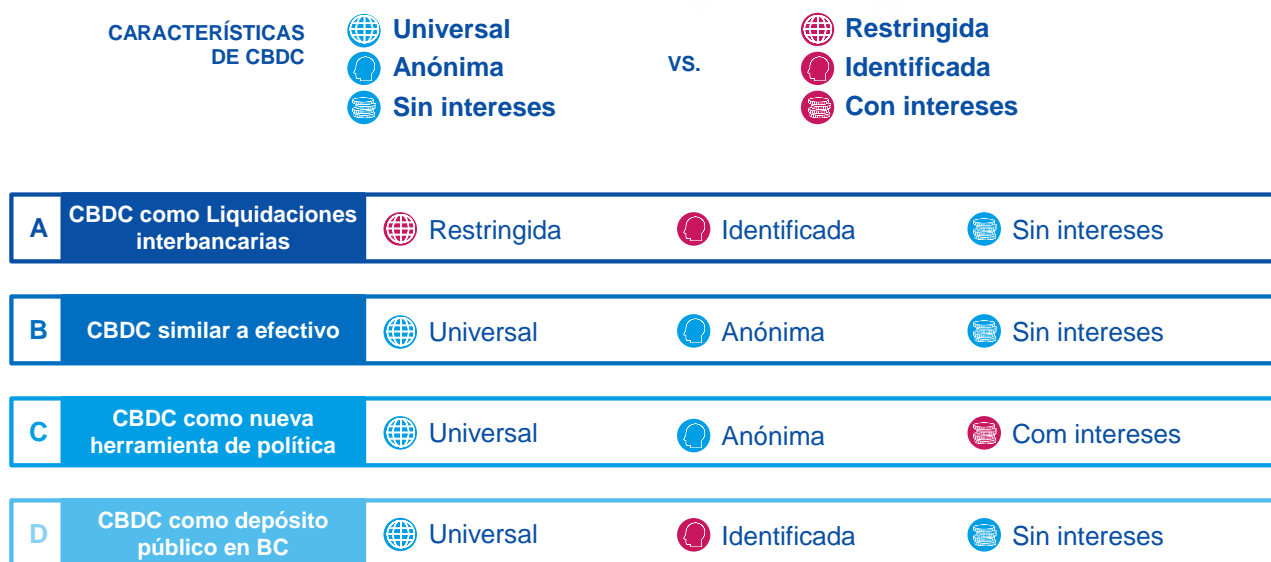 CARACTERÍSTICAS
DE CBDC
Universal
Anónima
Sin intereses
VS.
Restringida
Identificada
Con intereses
A
CBDC como Liquidaciones
interbancarias
Restringida
Identificada
Sin intereses
B
CBDC similar a efectivo
Universal
Anónima
Sin intereses
C
CBDC como nueva
herramienta de política
Universal
Anónima
Com intereses
D
CBDC como depósito
público en BC
Universal
Identificada
Sin intereses